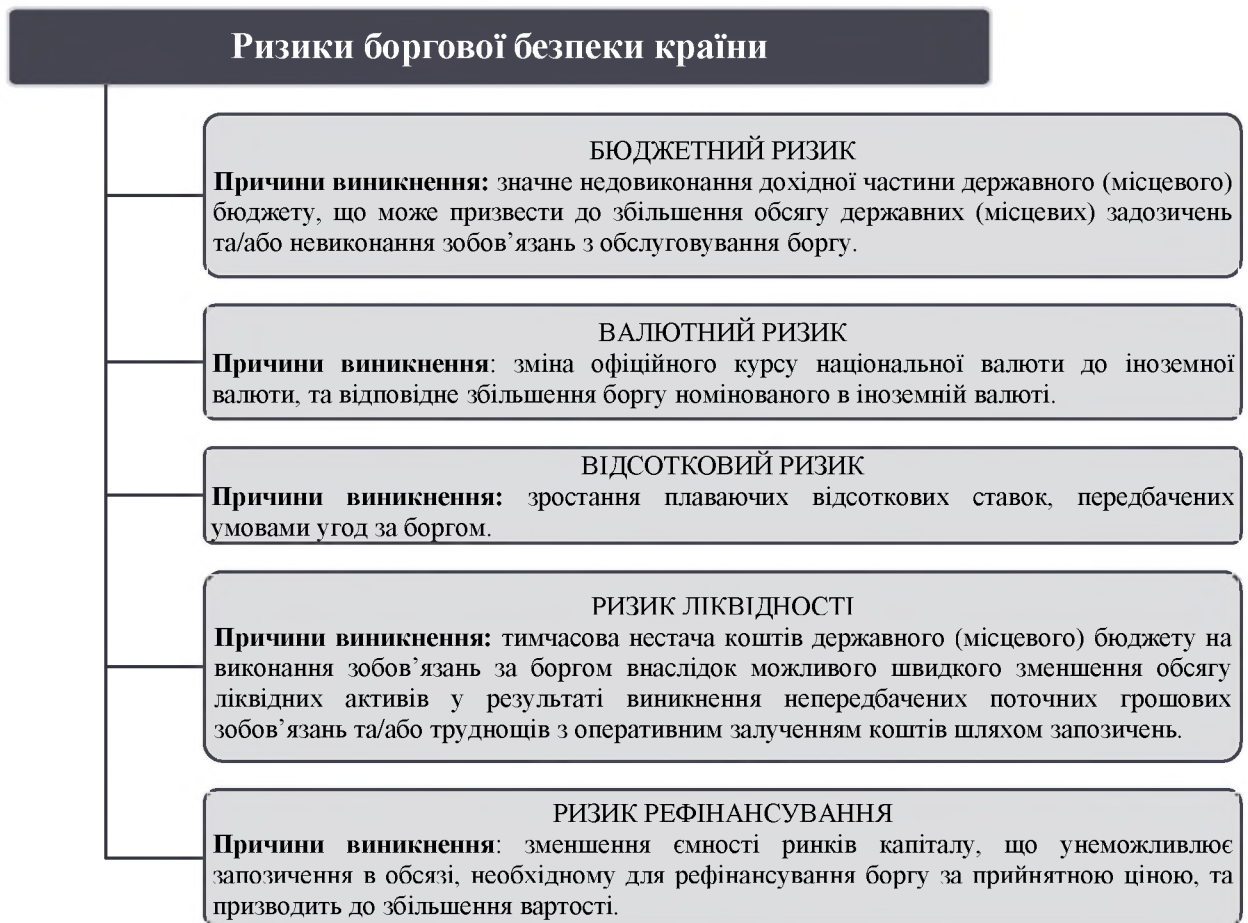 Ризики боргової безпеки країни
БЮДЖЕТНИЙ РИЗИК
Причини виникнення: значне недовиконання дохідної частини державного (місцевого)
бюджету, що може призвести до збільшення обсягу державних (місцевих) задозичень
та/або невиконання зобов’язань з обслуговування боргу.
ВАЛЮТНИЙ РИЗИК
Причини виникнення: зміна офіційного курсу національної валюти до іноземної
валюти, та відповідне збільшення боргу номінованого в іноземній валюті.
ВІДСОТКОВИЙ РИЗИК
Причини виникнення: зростання плаваючих відсоткових ставок, передбачених
умовами угод за боргом.
РИЗИК ЛІКВІДНОСТІ
Причини виникнення: тимчасова нестача коштів державного (місцевого) бюджету на
виконання зобов’язань за боргом внаслідок можливого швидкого зменшення обсягу
ліквідних активів у результаті виникнення непередбачених поточних грошових
зобов’язань та/або труднощів з оперативним залученням коштів шляхом запозичень.
РИЗИК РЕФІНАНСУВАННЯ
Причини виникнення: зменшення ємності ринків капіталу, що унеможливлює
запозичення в обсязі, необхідному для рефінансування боргу за прийнятною ціною, та
призводить до збільшення вартості.